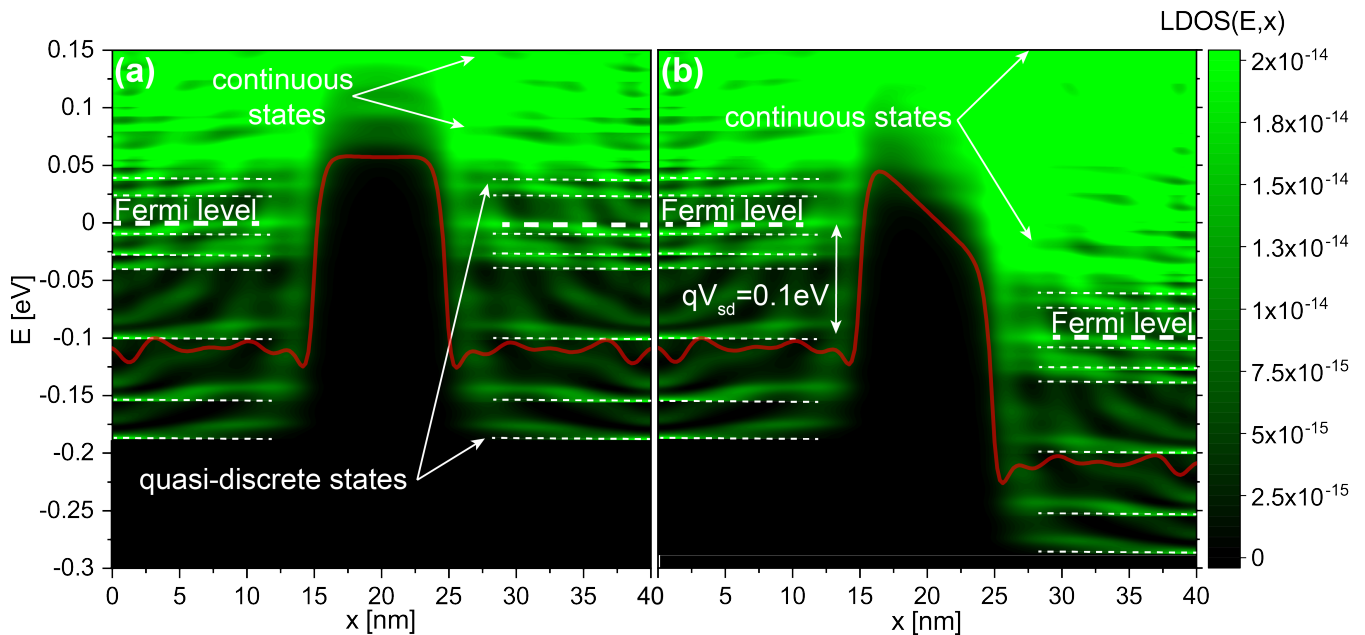 LDOS(E,x)
(a)
continuous
states
Fermi level
quasi-discrete states
(b)
continuous states
Fermi level
qVsd=0.1eV
Fermi level
E [eV]
0.15
0.1
0.05
0
-0.05
-0.1
-0.15
-0.2
-0.25
-0.3
0 5 10 15 20 25 30 35 40
x [nm]
0 5 10 15 20 25 30 35 40
x [nm]
2x10-14
1.8x10-14
1.5x10-14
1.3x10-14
1x10-14
7.5x10-15
5x10-15
2.5x10-15
0